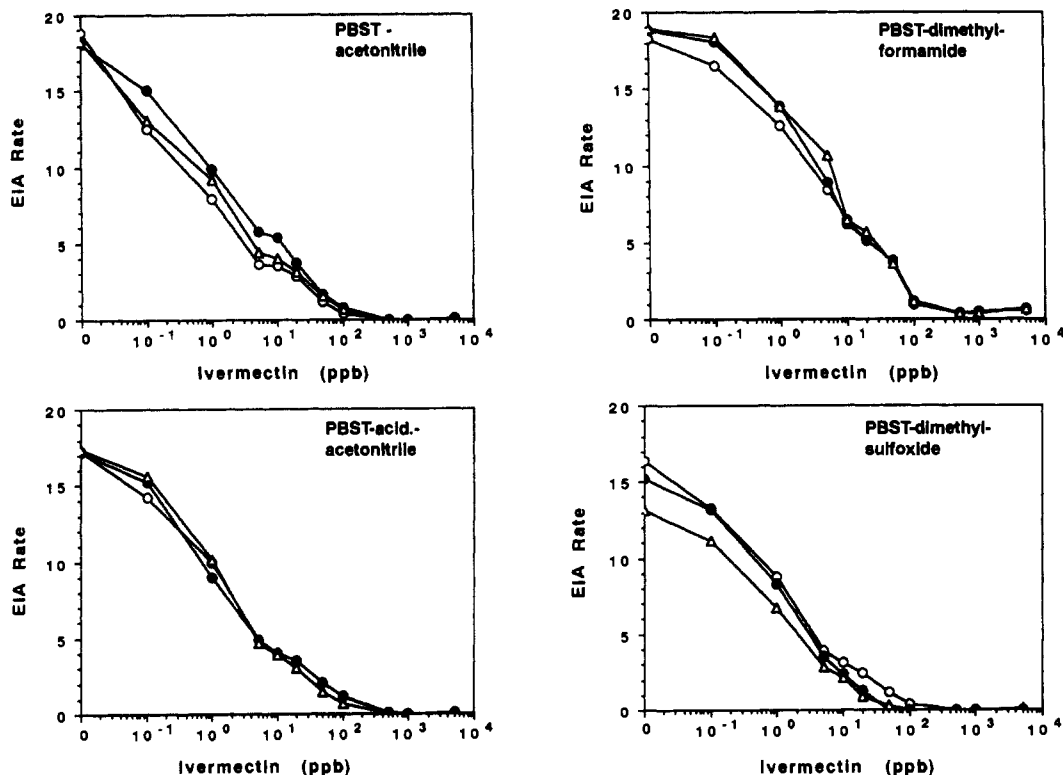 PBST -
acetonitrile
20
15
10
5
0
EIA Rate
0 10⁻¹ 10⁰ 10¹ 10² 10³ 10⁴
Ivermectin (ppb)
PBST-dimethyl-
formamide
20
15
10
5
0
EIA Rate
0 10⁻¹ 10⁰ 10¹ 10² 10³ 10⁴
Ivermectin (ppb)
PBST-acid.-
acetonitrile
20
15
10
5
0
EIA Rate
0 10⁻¹ 10⁰ 10¹ 10² 10³ 10⁴
Ivermectin (ppb)
PBST-dimethyl-
sulfoxide
20
15
10
5
0
EIA Rate
0 10⁻¹ 10⁰ 10¹ 10² 10³ 10⁴
Ivermectin (ppb)